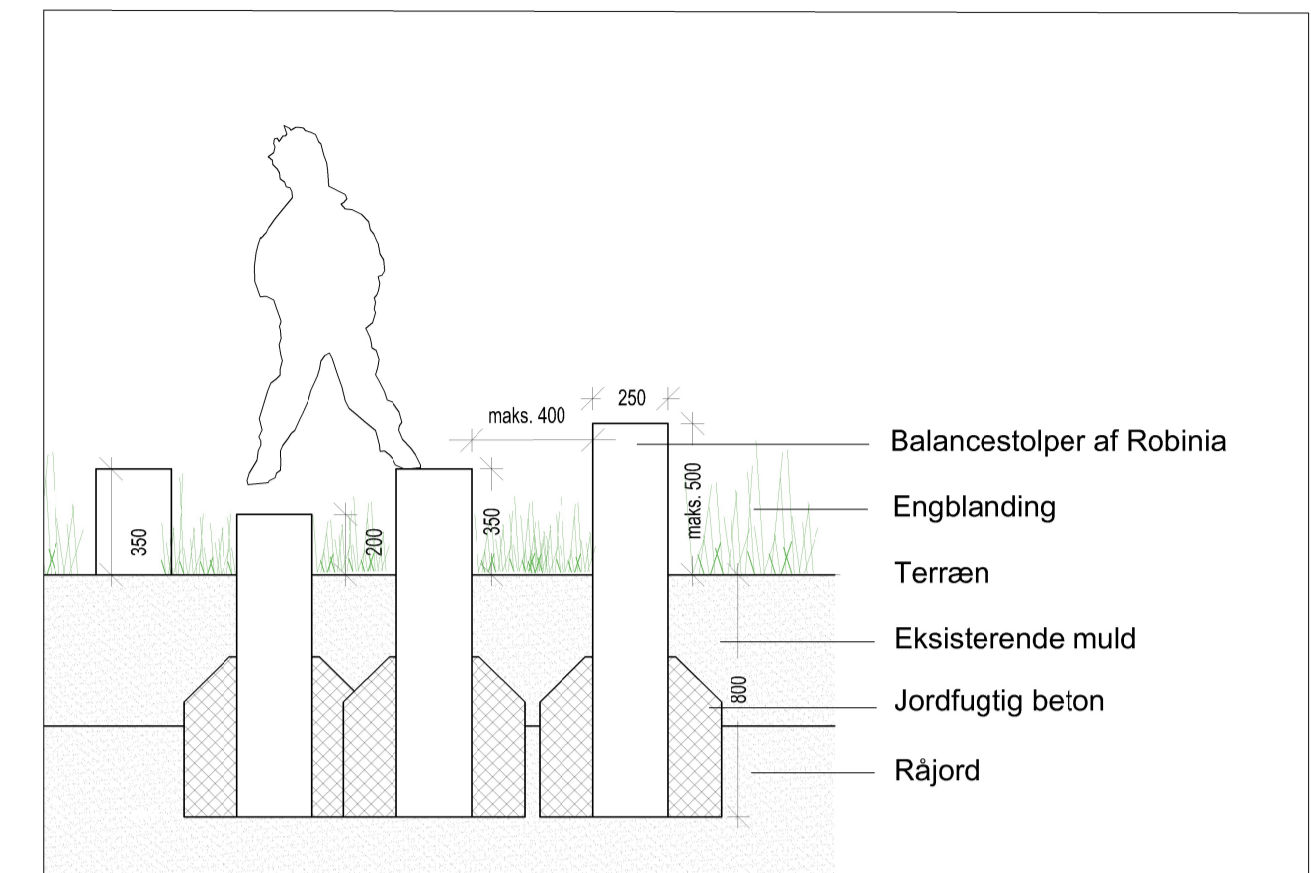 250
maks. 400
Balancestolper af Robinia
maks. 500
Engblanding
350
200
350
Terræn
Eksisterende muld
800
Jordfugtig beton
Råjord